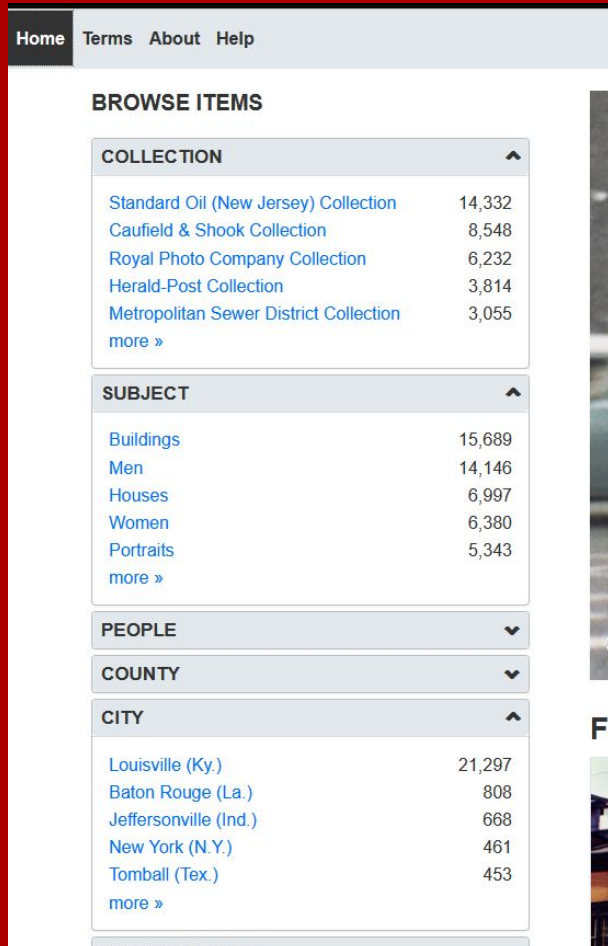 Home Terms About Help
BROWSE ITEMS
COLLECTION
Standard Oil (New Jersey) Collection 14,332
Caufield & Shook Collection 8,548
Royal Photo Company Collection 6,232
Herald-Post Collection 3,814
Metropolitan Sewer District Collection 3,055
more »
SUBJECT
Buildings 15,689
Men 14,146
Houses 6,997
Women 6,380
Portraits 5,343
more »
PEOPLE
COUNTY
CITY
Louisville (Ky.) 21,297
Baton Rouge (La.) 808
Jeffersonville (Ind.) 668
New York (N.Y.) 461
Tomball (Tex.) 453
more »